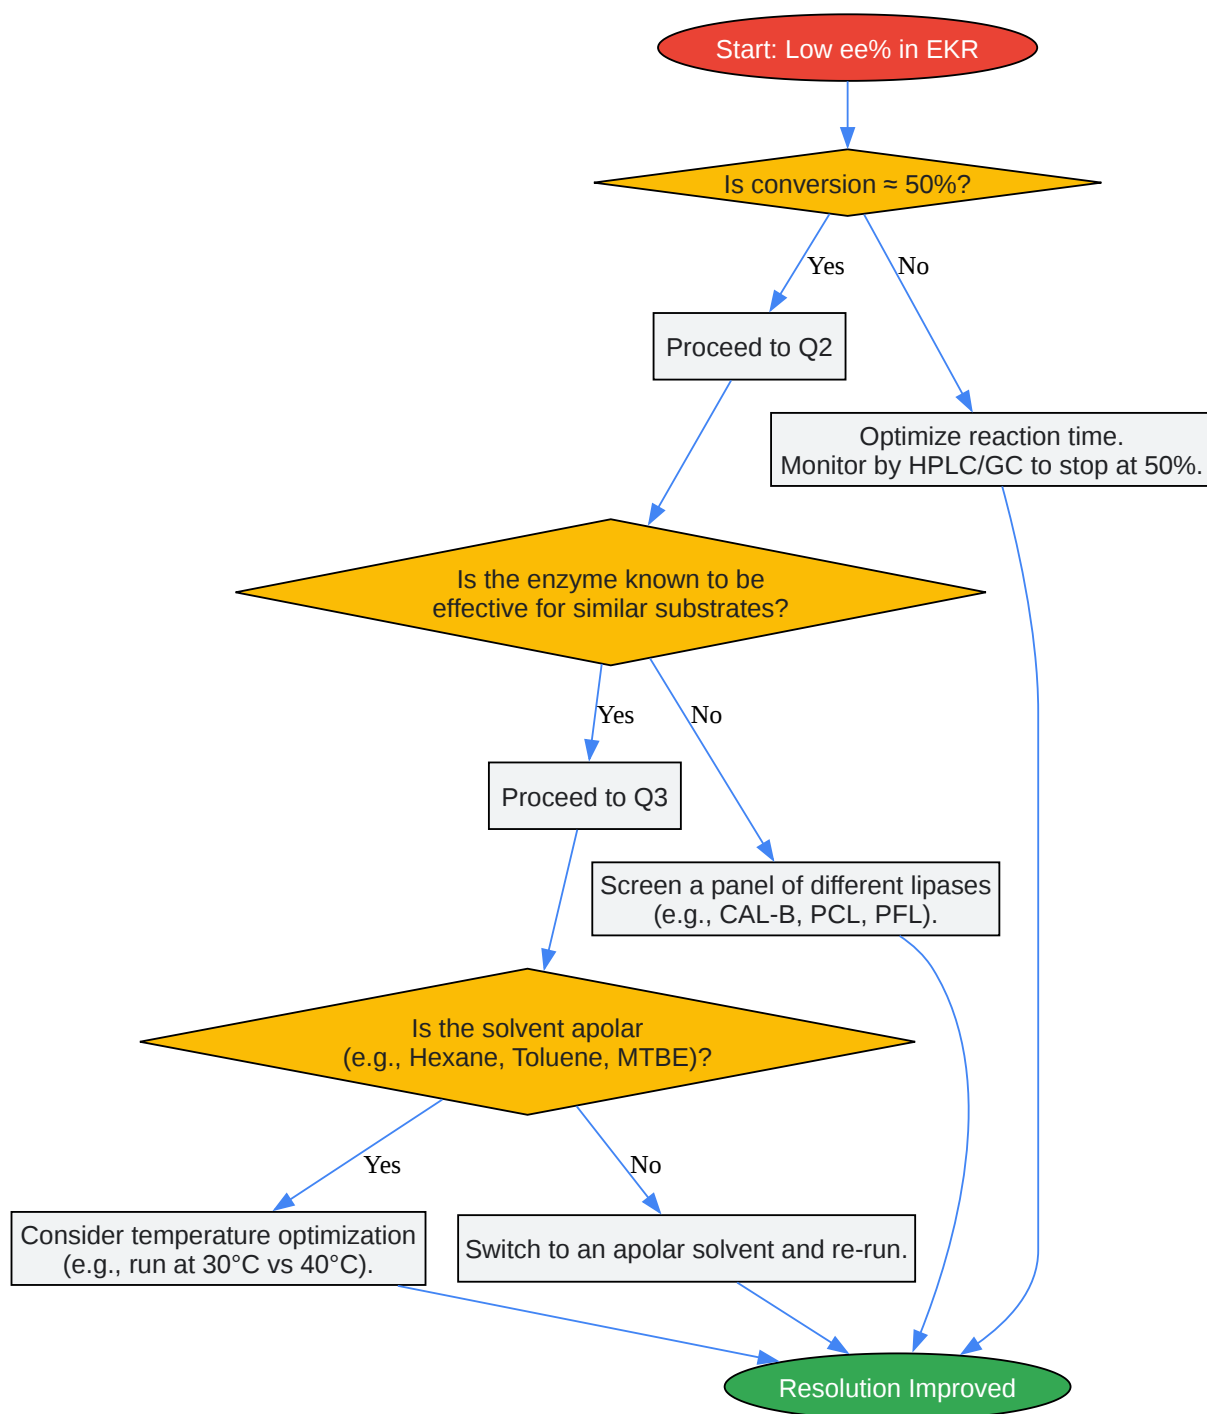 Start: Low ee% in EKR
Is conversion ≈ 50%?
Yes
No
Proceed to Q2
Optimize reaction time.
Monitor by HPLC/GC to stop at 50%.
Is the enzyme known to be
effective for similar substrates?
Yes
No
Proceed to Q3
Screen a panel of different lipases
(e.g., CAL-B, PCL, PFL).
Is the solvent apolar
(e.g., Hexane, Toluene, MTBE)?
Yes
No
Consider temperature optimization
(e.g., run at 30°C vs 40°C).
Switch to an apolar solvent and re-run.
Resolution Improved